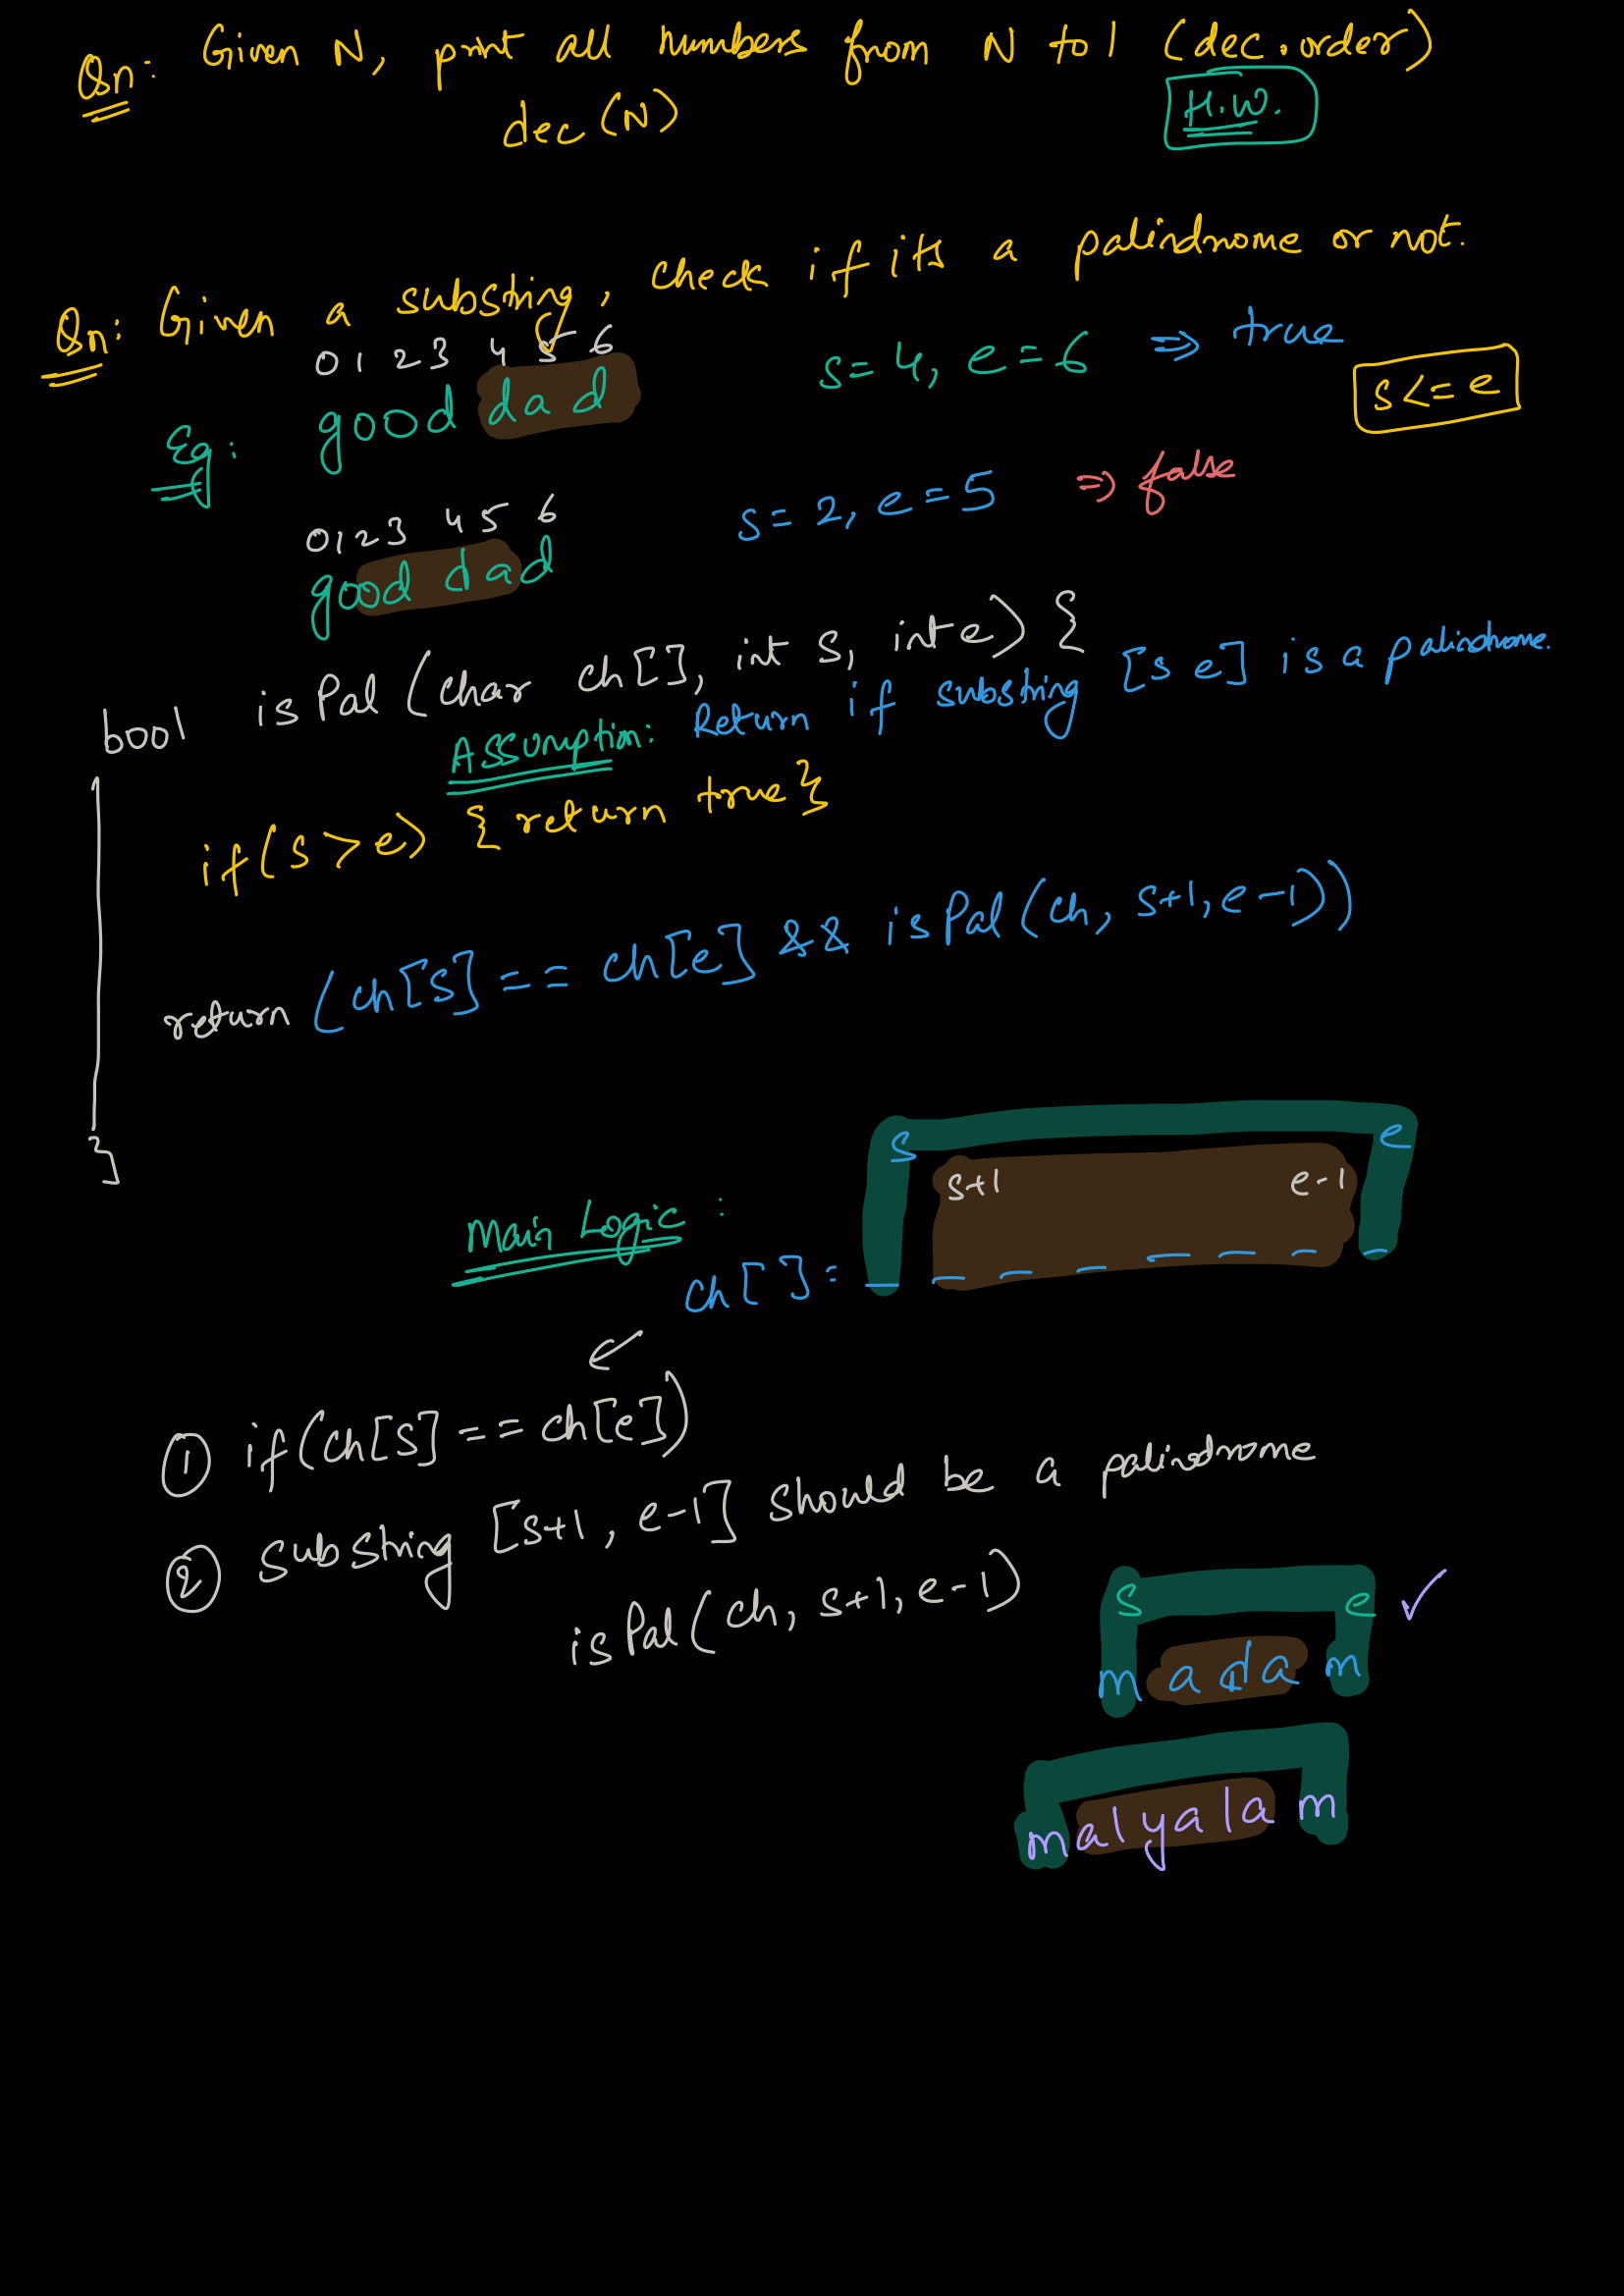 Qn: Given N, print all numbers from N to 1 (dec. order)
dec (N)
H.W.
Qn: Given a substring, check if its a palindrome or not.
0 1 2 3 4 5 6
Eg: good dad
s = 4, e = 6 => true
s <= e
0 1 2 3 4 5 6
good dad
s = 2, e = 5 => false
bool isPal (char ch[], int s, int e) {
Assumption: Return if substring [s e] is a palindrome.
if (s > e) { return true }
return (ch[s] == ch[e] && isPal (ch, s+1, e-1))
}
s e
s+1 e-1
Main Logic :
ch[ ] = _ _ _ _ _ _ _ _
① if (ch[s] == ch[e])
② substring [s+1, e-1] should be a palindrome
isPal (ch, s+1, e-1)
s e ✓
m a d a m
m a l y a l a m